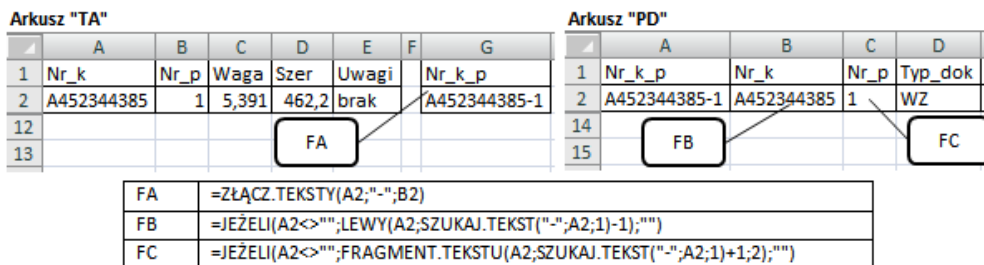 Arkusz "TA" Arkusz "PD"
A B C D E F G A B C D
1 Nr_k Nr_p Waga Szer Uwagi Nr_k_p 1 Nr_k_p Nr_k Nr_p Typ_dok
2 A452344385 1 5,391 462,2 brak A452344385-1 2 A452344385-1 A452344385 1 WZ
12 14
13 FA 15 FB FC
FA =ZŁĄCZ.TEKSTY(A2;"-";B2)
FB =JEŻELI(A2<>"";LEWY(A2;SZUKAJ.TEKST("-";A2;1)-1);"")
FC =JEŻELI(A2<>"";FRAGMENT.TEKSTU(A2;SZUKAJ.TEKST("-";A2;1)+1;2);"")